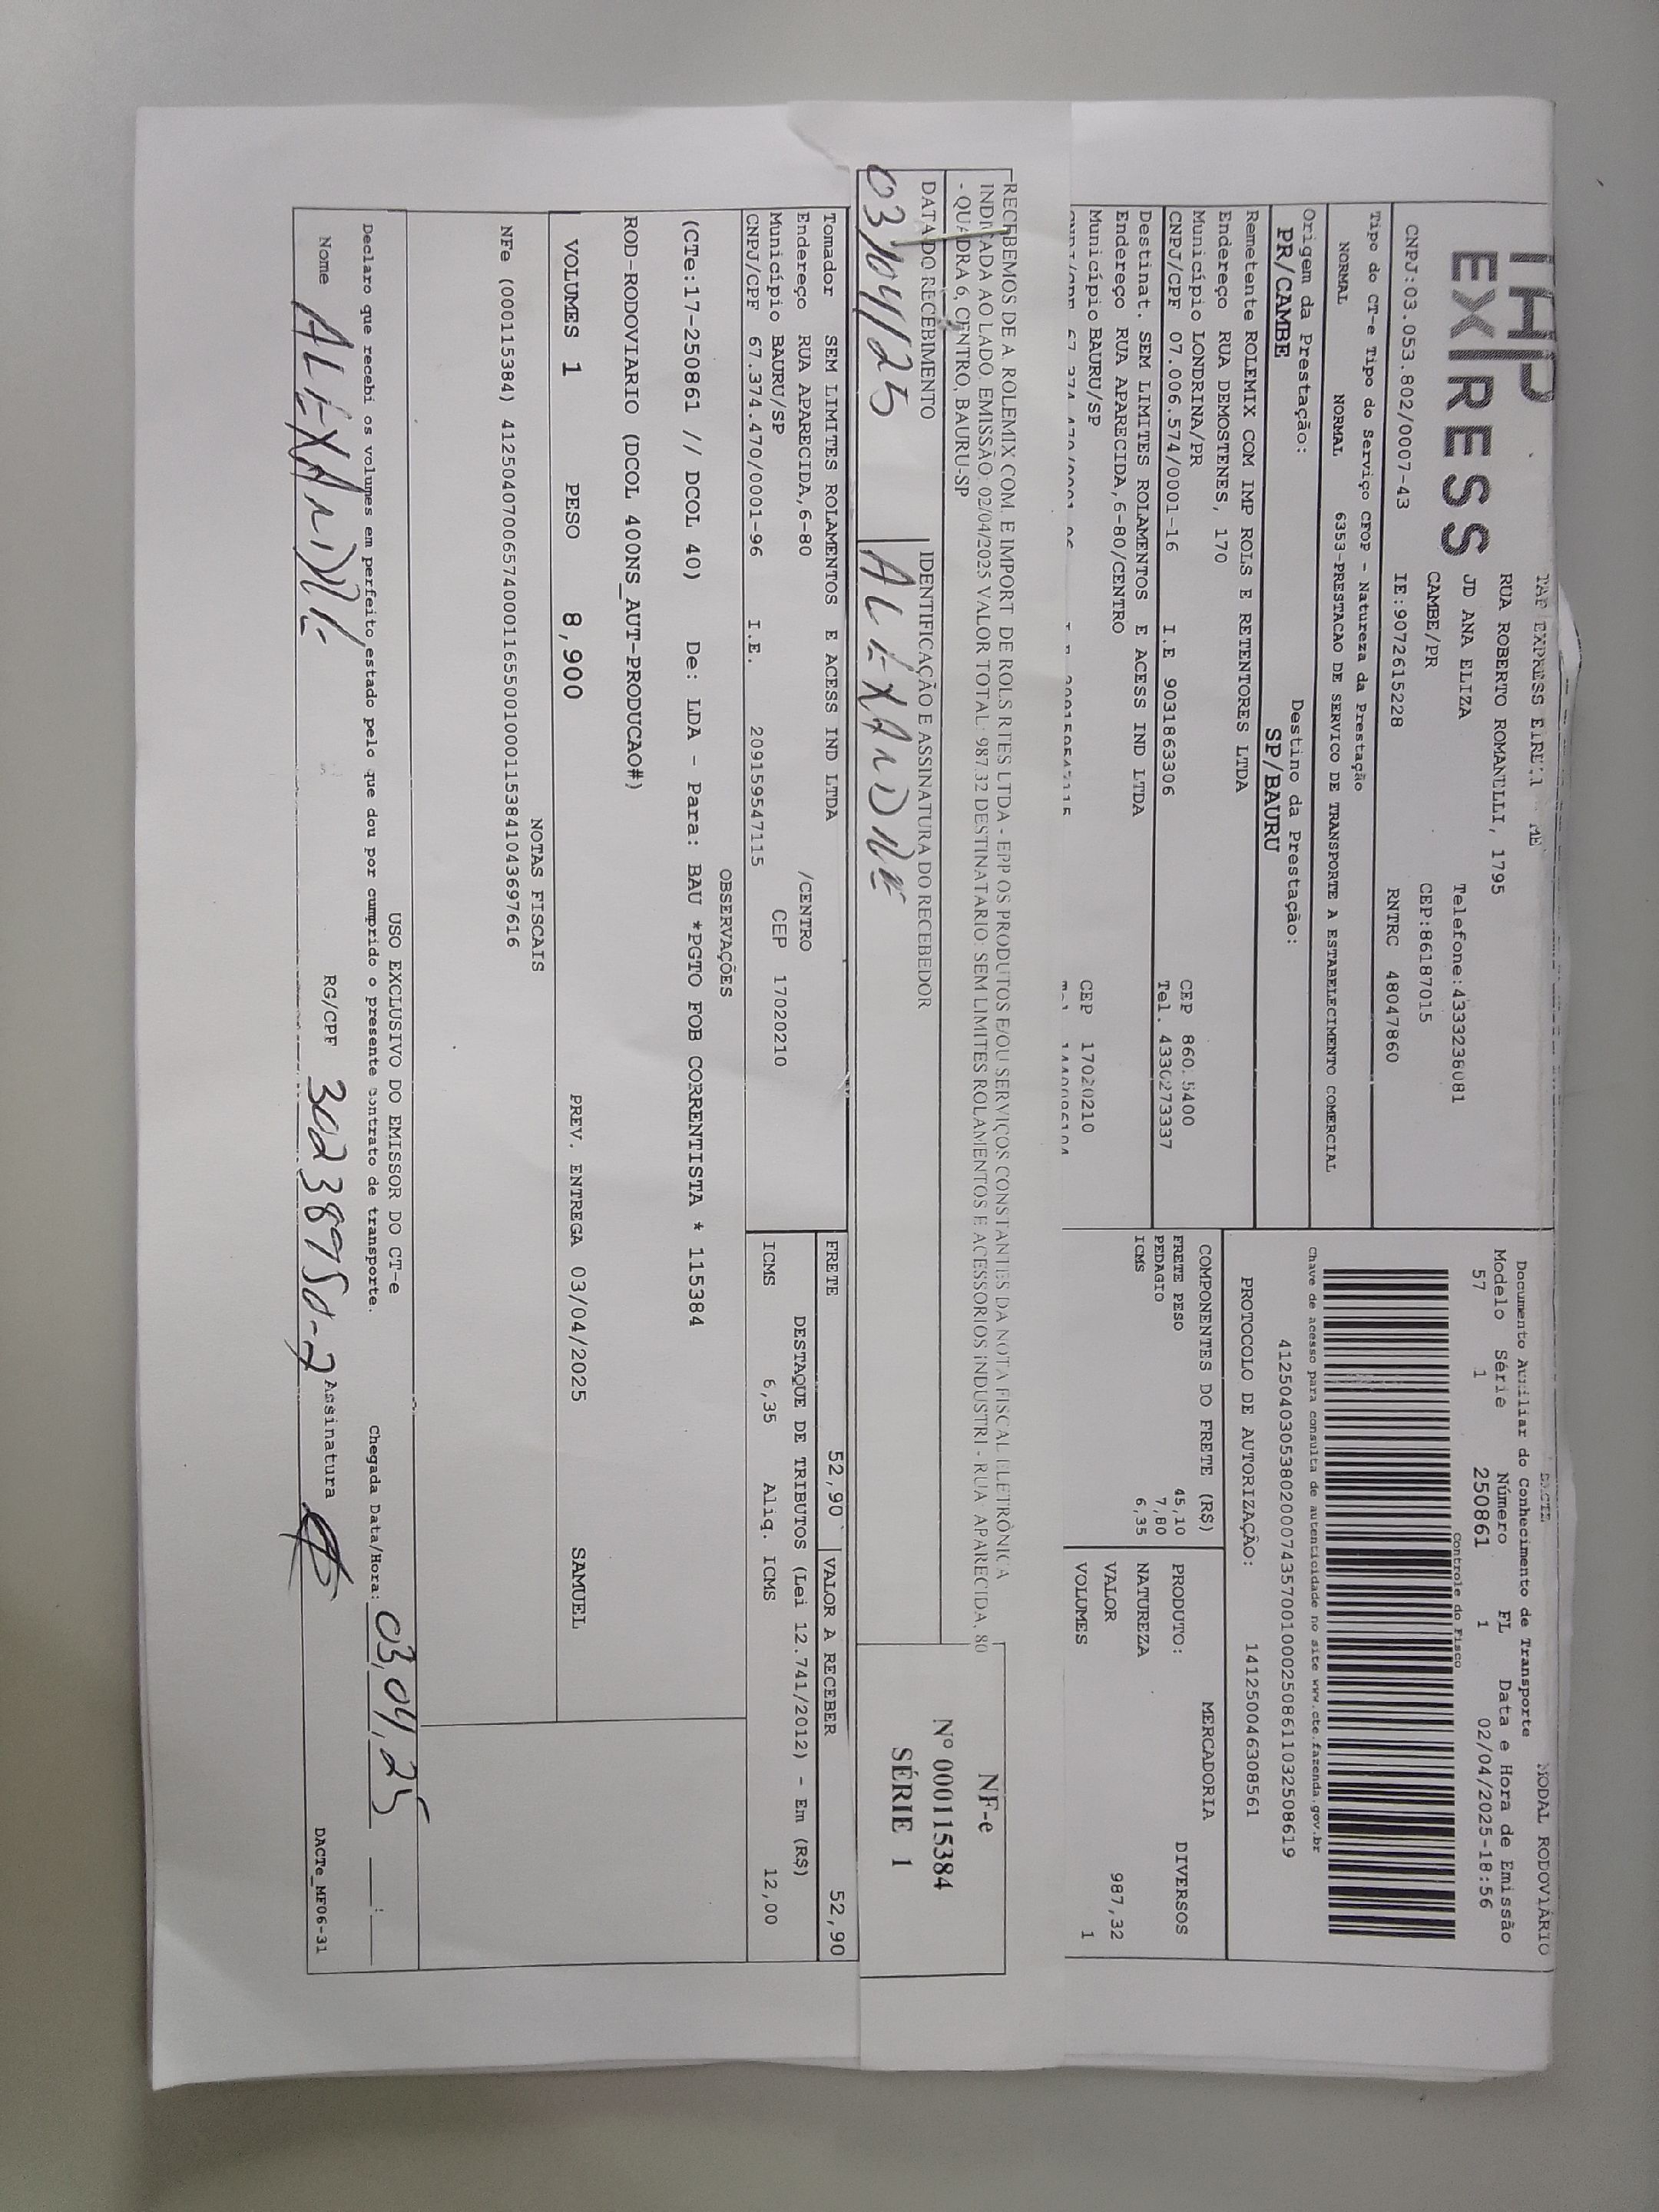 EXPRESS
TAF EXPRESS EIRELI ME
RUA ROBERTO ROMANELLI, 1795
JD ANA ELIZA Telefone:4333238081
CAMBE/PR CEP:86187015
CNPJ:03.053.802/0007-43 IE:9072615228 RNTRC 48047860
DACTE MODAL RODOVIÁRIO
Documento Auxiliar do Conhecimento de Transporte
Modelo Série Número FL Data e Hora de Emissão
57 1 250861 1 02/04/2025-18:56
Controle do Fisco
Chave de acesso para consulta de autenticidade no site www.cte.fazenda.gov.br
41250403053802000743570010002508611032508619
PROTOCOLO DE AUTORIZAÇÃO: 141250046308561
Tipo do CT-e Tipo do Serviço CFOP - Natureza da Prestação
NORMAL NORMAL 6353-PRESTACAO DE SERVICO DE TRANSPORTE A ESTABELECIMENTO COMERCIAL
Origem da Prestação: Destino da Prestação:
PR/CAMBE SP/BAURU
Remetente ROLEMIX COM IMP ROLS E RETENTORES LTDA
Endereço RUA DEMOSTENES, 170
Município LONDRINA/PR CEP
CNPJ/CPF 07.006.574/0001-16 I.E 9031863306 Tel. 4330273337
Destinat. SEM LIMITES ROLAMENTOS E ACESS IND LTDA
Endereço RUA APARECIDA,6-80/CENTRO
Município BAURU/SP CEP 17020210
COMPONENTES DO FRETE (R$)
FRETE PESO 45,10
PEDAGIO 7,80
ICMS 6,35
MERCADORIA
PRODUTO: DIVERSOS
NATUREZA
VALOR 987,32
VOLUMES 1
RECEBEMOS DE A. ROLEMIX COM. E IMPORT DE ROLS RTES LTDA - EPP OS PRODUTOS E/OU SERVIÇOS CONSTANTES DA NOTA FISCAL ELETRÔNICA
INDICADA AO LADO. EMISSÃO: 02/04/2025 VALOR TOTAL: 987.32 DESTINATÁRIO: SEM LIMITES ROLAMENTOS E ACESSORIOS INDUSTRI - RUA APARECIDA, 80
- QUADRA 6, CENTRO, BAURU-SP
DATA DO RECEBIMENTO IDENTIFICAÇÃO E ASSINATURA DO RECEBEDOR
03/04/25 ALEXANDRE
NF-e
Nº 000115384
SÉRIE 1
Tomador SEM LIMITES ROLAMENTOS E ACESS IND LTDA
Endereço RUA APARECIDA,6-80 /CENTRO
Município BAURU/SP CEP 17020210
CNPJ/CPF 67.374.470/0001-96 I.E. 209159547115
FRETE 52,90 VALOR A RECEBER 52,90
DESTAQUE DE TRIBUTOS (Lei 12.741/2012) - Em (R$)
ICMS 6,35 Aliq. ICMS 12,00
OBSERVAÇÕES
(CTe:17-250861 // DCOL 40) De: LDA - Para: BAU *PGTO FOB CORRENTISTA * 115384
ROD-RODOVIARIO (DCOL 400NS_AUT-PRODUCAO#)
VOLUMES 1 PESO 8,900 PREV. ENTREGA 03/04/2025 SAMUEL
NOTAS FISCAIS
NFe (000115384) 41250407006574000116550010001153841043697616
USO EXCLUSIVO DO EMISSOR DO CT-e
Declaro que recebi os volumes em perfeito estado pelo que dou por cumprido o presente contrato de transporte. Chegada Data/Hora: 03,04,25 :
Nome ALEXANDRE RG/CPF Assinatura
DACTe_MF06-31